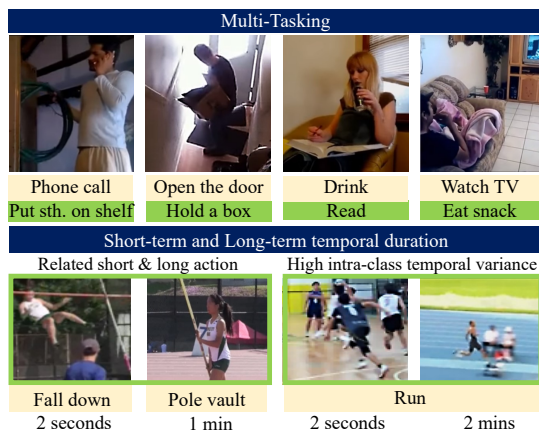 Multi-Tasking
Phone call Open the door Drink Watch TV
Put sth. on shelf Hold a box Read Eat snack
Short-term and Long-term temporal duration
Related short & long action High intra-class temporal variance
Fall down Pole vault Run
2 seconds 1 min 2 seconds 2 mins